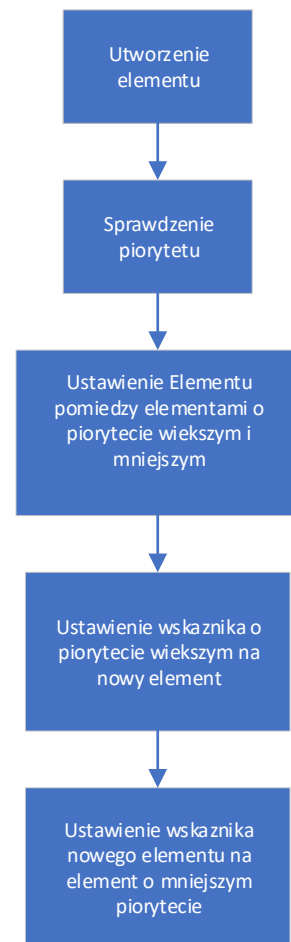 Utworzenie
elementu
Sprawdzenie
piorytetu
Ustawienie Elementu
pomiedzy elementami o
piorytecie wiekszym i
mniejszym
Ustawienie wskaznika o
piorytecie wiekszym na
nowy element
Ustawienie wskaznika
nowego elementu na
element o mniejszym
piorytecie